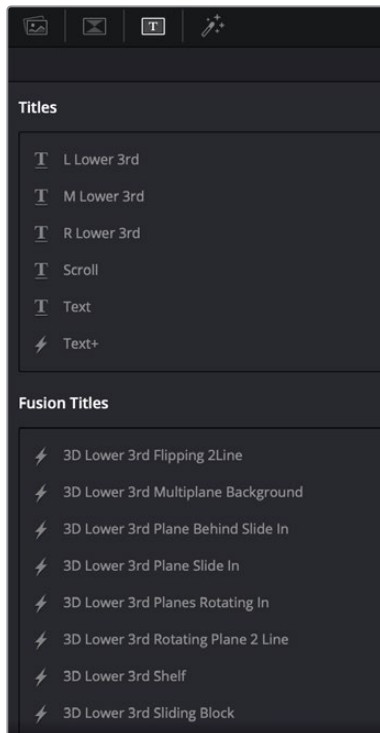 T
Titles
T L Lower 3rd
T M Lower 3rd
T R Lower 3rd
T Scroll
T Text
Text+
Fusion Titles
3D Lower 3rd Flipping 2Line
3D Lower 3rd Multiplane Background
3D Lower 3rd Plane Behind Slide In
3D Lower 3rd Plane Slide In
3D Lower 3rd Planes Rotating In
3D Lower 3rd Rotating Plane 2 Line
3D Lower 3rd Shelf
3D Lower 3rd Sliding Block